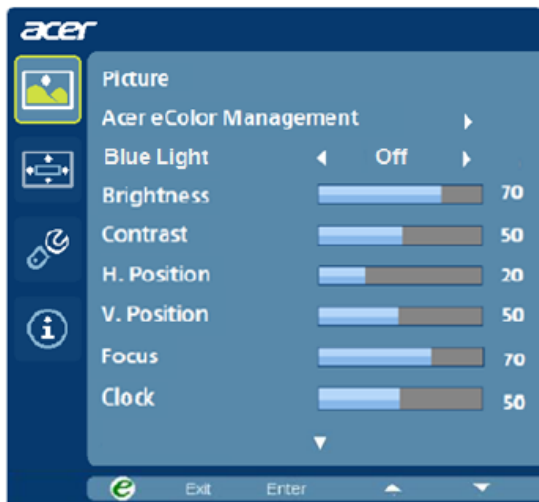 acer
Picture
Acer eColor Management
Blue Light Off
Brightness 70
Contrast 50
H. Position 20
V. Position 50
Focus 70
Clock 50
e Exit Enter